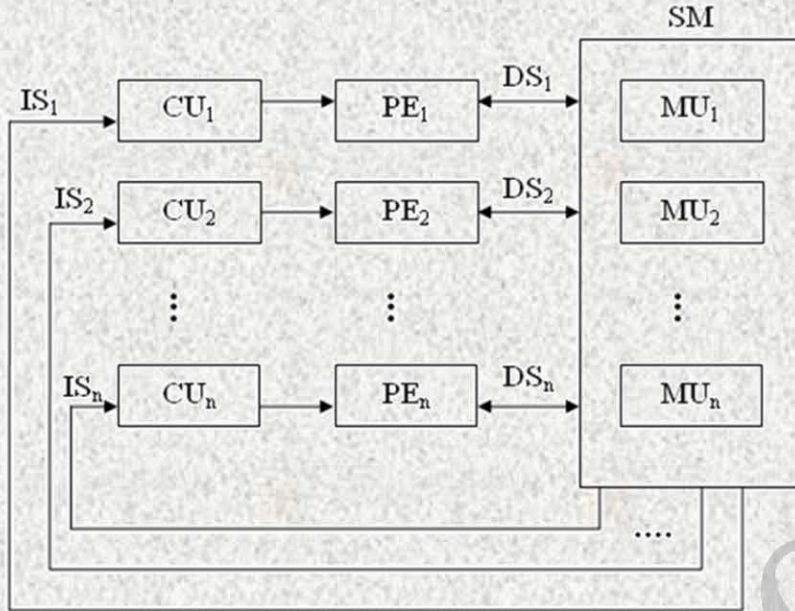 SM
IS₁ CU₁ PE₁ DS₁ MU₁
IS₂ CU₂ PE₂ DS₂ MU₂
⋮ ⋮ ⋮
ISₙ CUₙ PEₙ DSₙ MUₙ
....